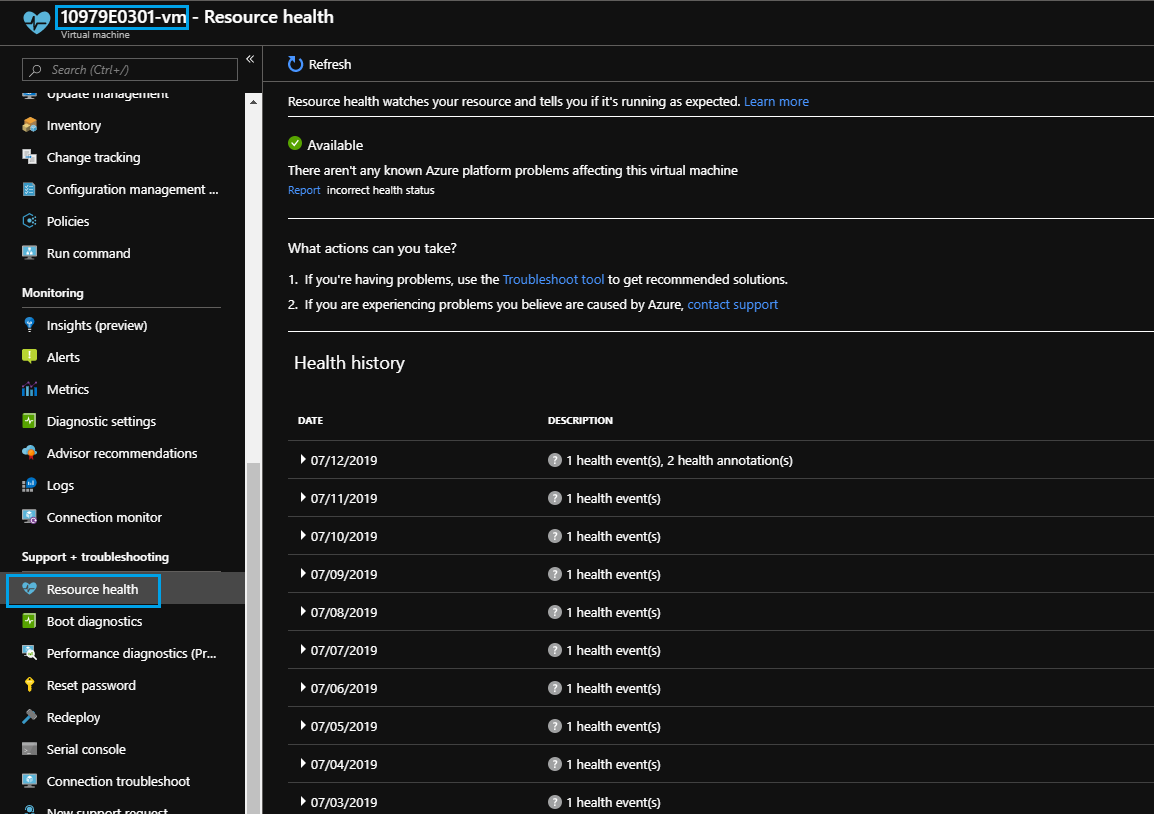 10979E0301-vm - Resource health
Virtual machine
Search (Ctrl+/)
«
Update management
Inventory
Change tracking
Configuration management ...
Policies
Run command
Monitoring
Insights (preview)
Alerts
Metrics
Diagnostic settings
Advisor recommendations
Logs
Connection monitor
Support + troubleshooting
Resource health
Boot diagnostics
Performance diagnostics (Pr...
Reset password
Redeploy
Serial console
Connection troubleshoot
New support request
Refresh
Resource health watches your resource and tells you if it's running as expected. Learn more
Available
There aren't any known Azure platform problems affecting this virtual machine
Report incorrect health status
What actions can you take?
1. If you're having problems, use the Troubleshoot tool to get recommended solutions.
2. If you are experiencing problems you believe are caused by Azure, contact support
Health history
DATE DESCRIPTION
07/12/2019 ? 1 health event(s), 2 health annotation(s)
07/11/2019 ? 1 health event(s)
07/10/2019 ? 1 health event(s)
07/09/2019 ? 1 health event(s)
07/08/2019 ? 1 health event(s)
07/07/2019 ? 1 health event(s)
07/06/2019 ? 1 health event(s)
07/05/2019 ? 1 health event(s)
07/04/2019 ? 1 health event(s)
07/03/2019 ? 1 health event(s)